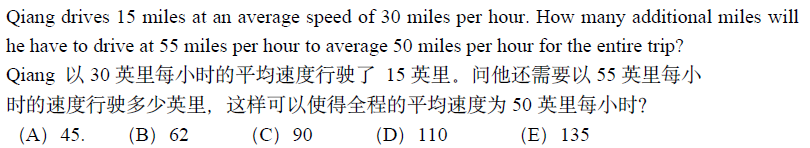 Qiang drives 15 miles at an average speed of 30 miles per hour. How many additional miles will
he have to drive at 55 miles per hour to average 50 miles per hour for the entire trip?
Qiang 以 30 英里每小时的平均速度行驶了 15 英里。问他还需要以 55 英里每小
时的速度行驶多少英里，这样可以使得全程的平均速度为 50 英里每小时？
(A) 45. (B) 62 (C) 90 (D) 110 (E) 135